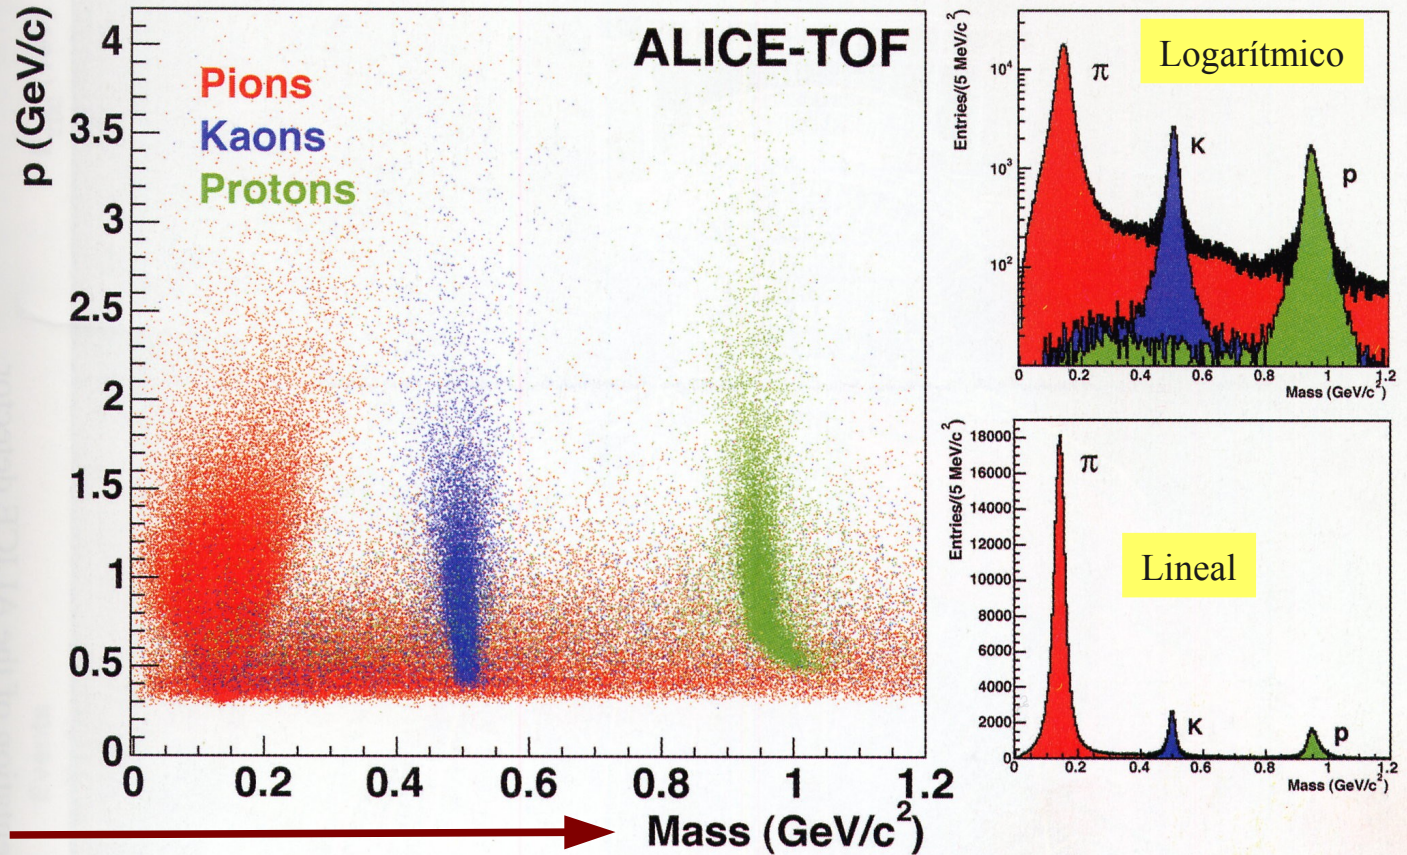 ALICE-TOF
Pions
Kaons
Protons
p (GeV/c)
4
3.5
3
2.5
2
1.5
1
0.5
0
0 0.2 0.4 0.6 0.8 1 1.2
Mass (GeV/c²)
Logarítmico
Entries/(5 MeV/c²)
π
K
p
10⁴
10³
10²
0 0.2 0.4 0.6 0.8 1 1.2
Mass (GeV/c²)
Lineal
Entries/(5 MeV/c²)
π
K
p
18000
16000
14000
12000
10000
8000
6000
4000
2000
0
0 0.2 0.4 0.6 0.8 1 1.2
Mass (GeV/c²)